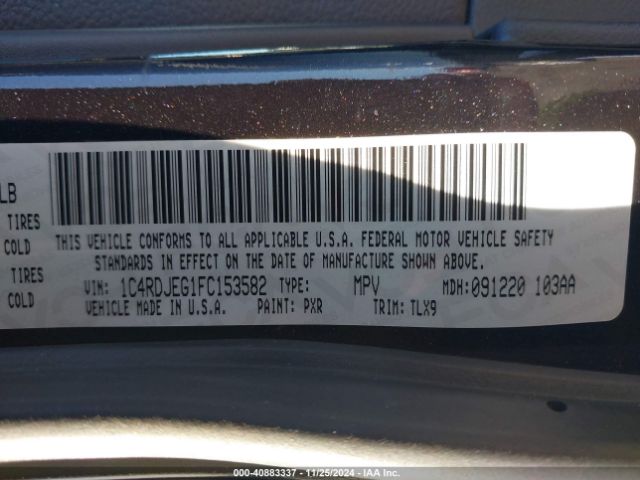 LB
TIRES
COLD
TIRES
COLD
THIS VEHICLE CONFORMS TO ALL APPLICABLE U.S.A. FEDERAL MOTOR VEHICLE SAFETY
STANDARDS IN EFFECT ON THE DATE OF MANUFACTURE SHOWN ABOVE.
VIN: 1C4RDJEG1FC153582 TYPE: MPV MDH:091220 103AA
VEHICLE MADE IN U.S.A. PAINT: PXR TRIM: TLX9
000-40883337 - 11/25/2024 - IAA Inc.